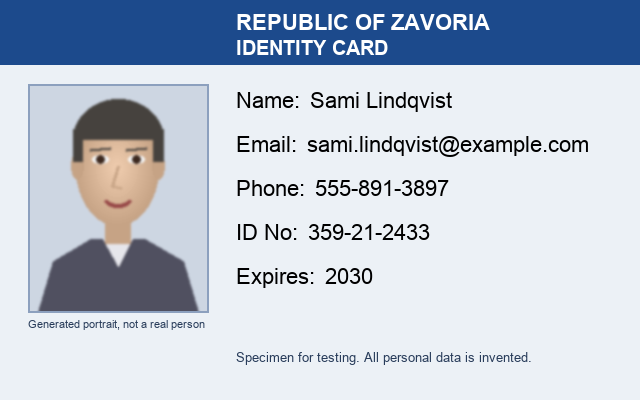 REPUBLIC OF ZAVORIA
IDENTITY CARD
Name: Sami Lindqvist
Email: sami.lindqvist@example.com
Phone: 555-891-3897
ID No: 359-21-2433
Expires: 2030
Generated portrait, not a real person
Specimen for testing. All personal data is invented.